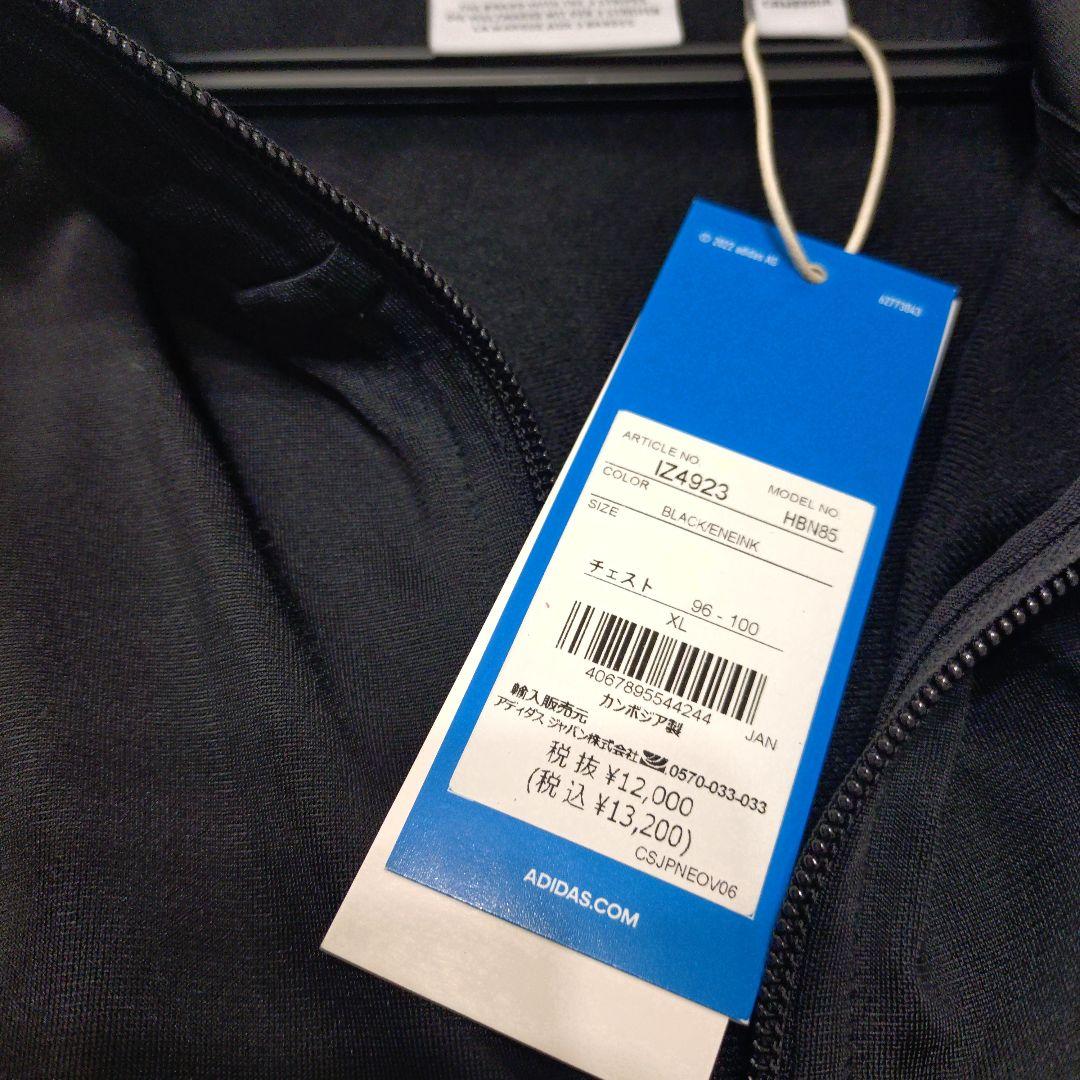 © 2022 adidas AG
62773043
ARTICLE NO. MODEL NO.
IZ4923 HBN85
COLOR
BLACK/ENEINK
SIZE
チェスト 96 - 100
XL
4067895544244 JAN
カンボジア製
輸入販売元
アディダス ジャパン株式会社 0570-033-033
税抜 ¥12,000
(税込 ¥13,200)
CSJPNEOV06
ADIDAS.COM